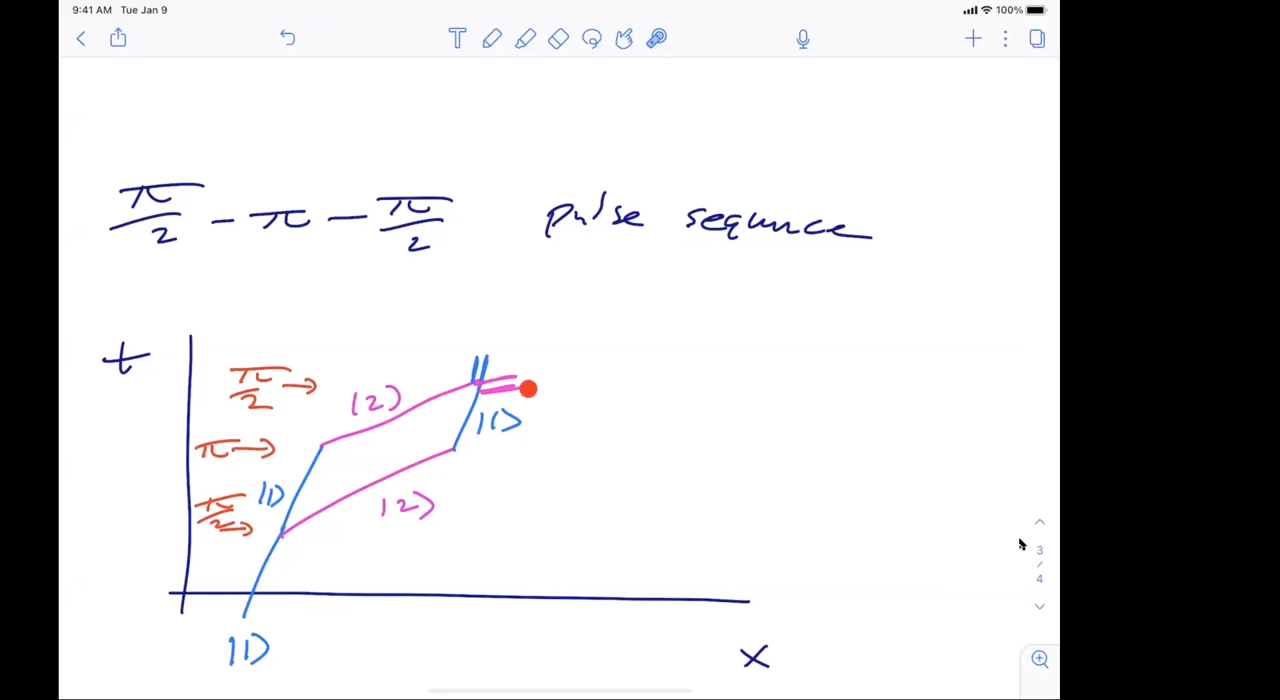 9:41 AM Tue Jan 9 100%
π/2 - π - π/2 pulse sequnce
t
π/2 →
|2⟩
|1⟩
π →
|1⟩
π/2 →
|2⟩
3
/
4
|1⟩
x